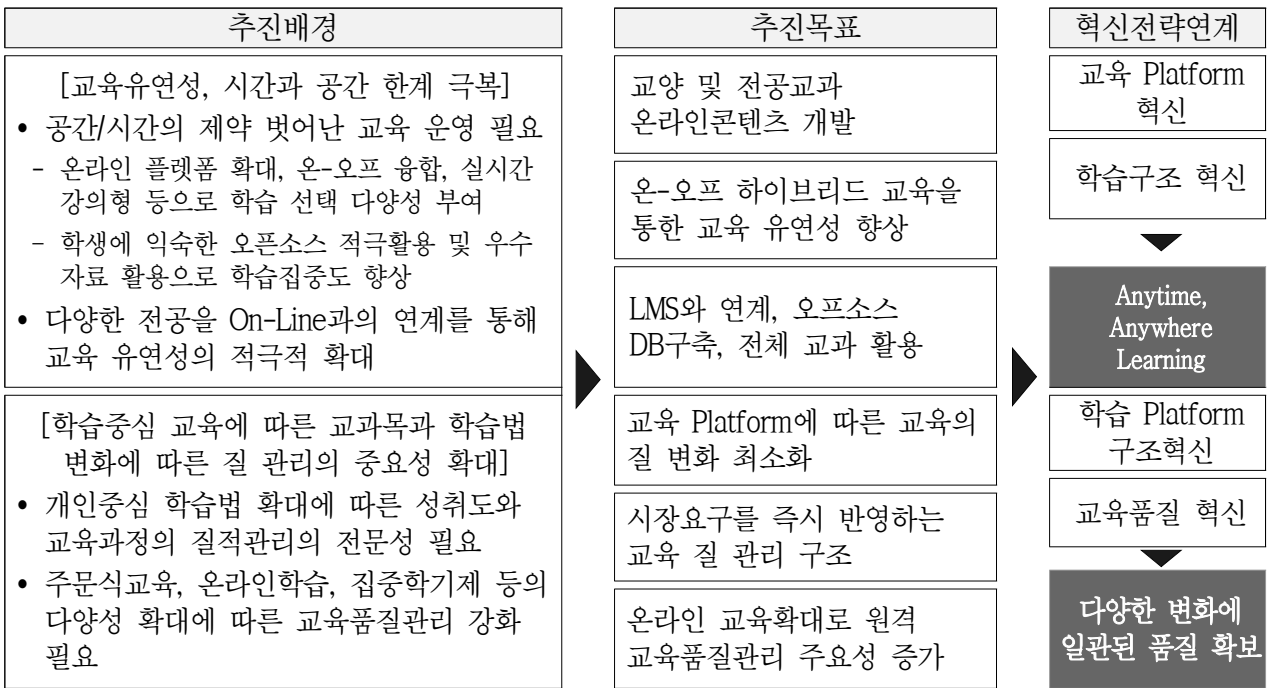 추진배경
[교육유연성, 시간과 공간 한계 극복]
• 공간/시간의 제약 벗어난 교육 운영 필요
- 온라인 플렛폼 확대, 온-오프 융합, 실시간
강의형 등으로 학습 선택 다양성 부여
- 학생에 익숙한 오픈소스 적극활용 및 우수
자료 활용으로 학습집중도 향상
• 다양한 전공을 On-Line과의 연계를 통해
교육 유연성의 적극적 확대
[학습중심 교육에 따른 교과목과 학습법
변화에 따른 질 관리의 중요성 확대]
• 개인중심 학습법 확대에 따른 성취도와
교육과정의 질적관리의 전문성 필요
• 주문식교육, 온라인학습, 집중학기제 등의
다양성 확대에 따른 교육품질관리 강화
필요
추진목표
교양 및 전공교과
온라인콘텐츠 개발
온-오프 하이브리드 교육을
통한 교육 유연성 향상
LMS와 연계, 오프소스
DB구축, 전체 교과 활용
교육 Platform에 따른 교육의
질 변화 최소화
시장요구를 즉시 반영하는
교육 질 관리 구조
온라인 교육확대로 원격
교육품질관리 주요성 증가
혁신전략연계
교육 Platform
혁신
학습구조 혁신
Anytime,
Anywhere
Learning
학습 Platform
구조혁신
교육품질 혁신
다양한 변화에
일관된 품질 확보